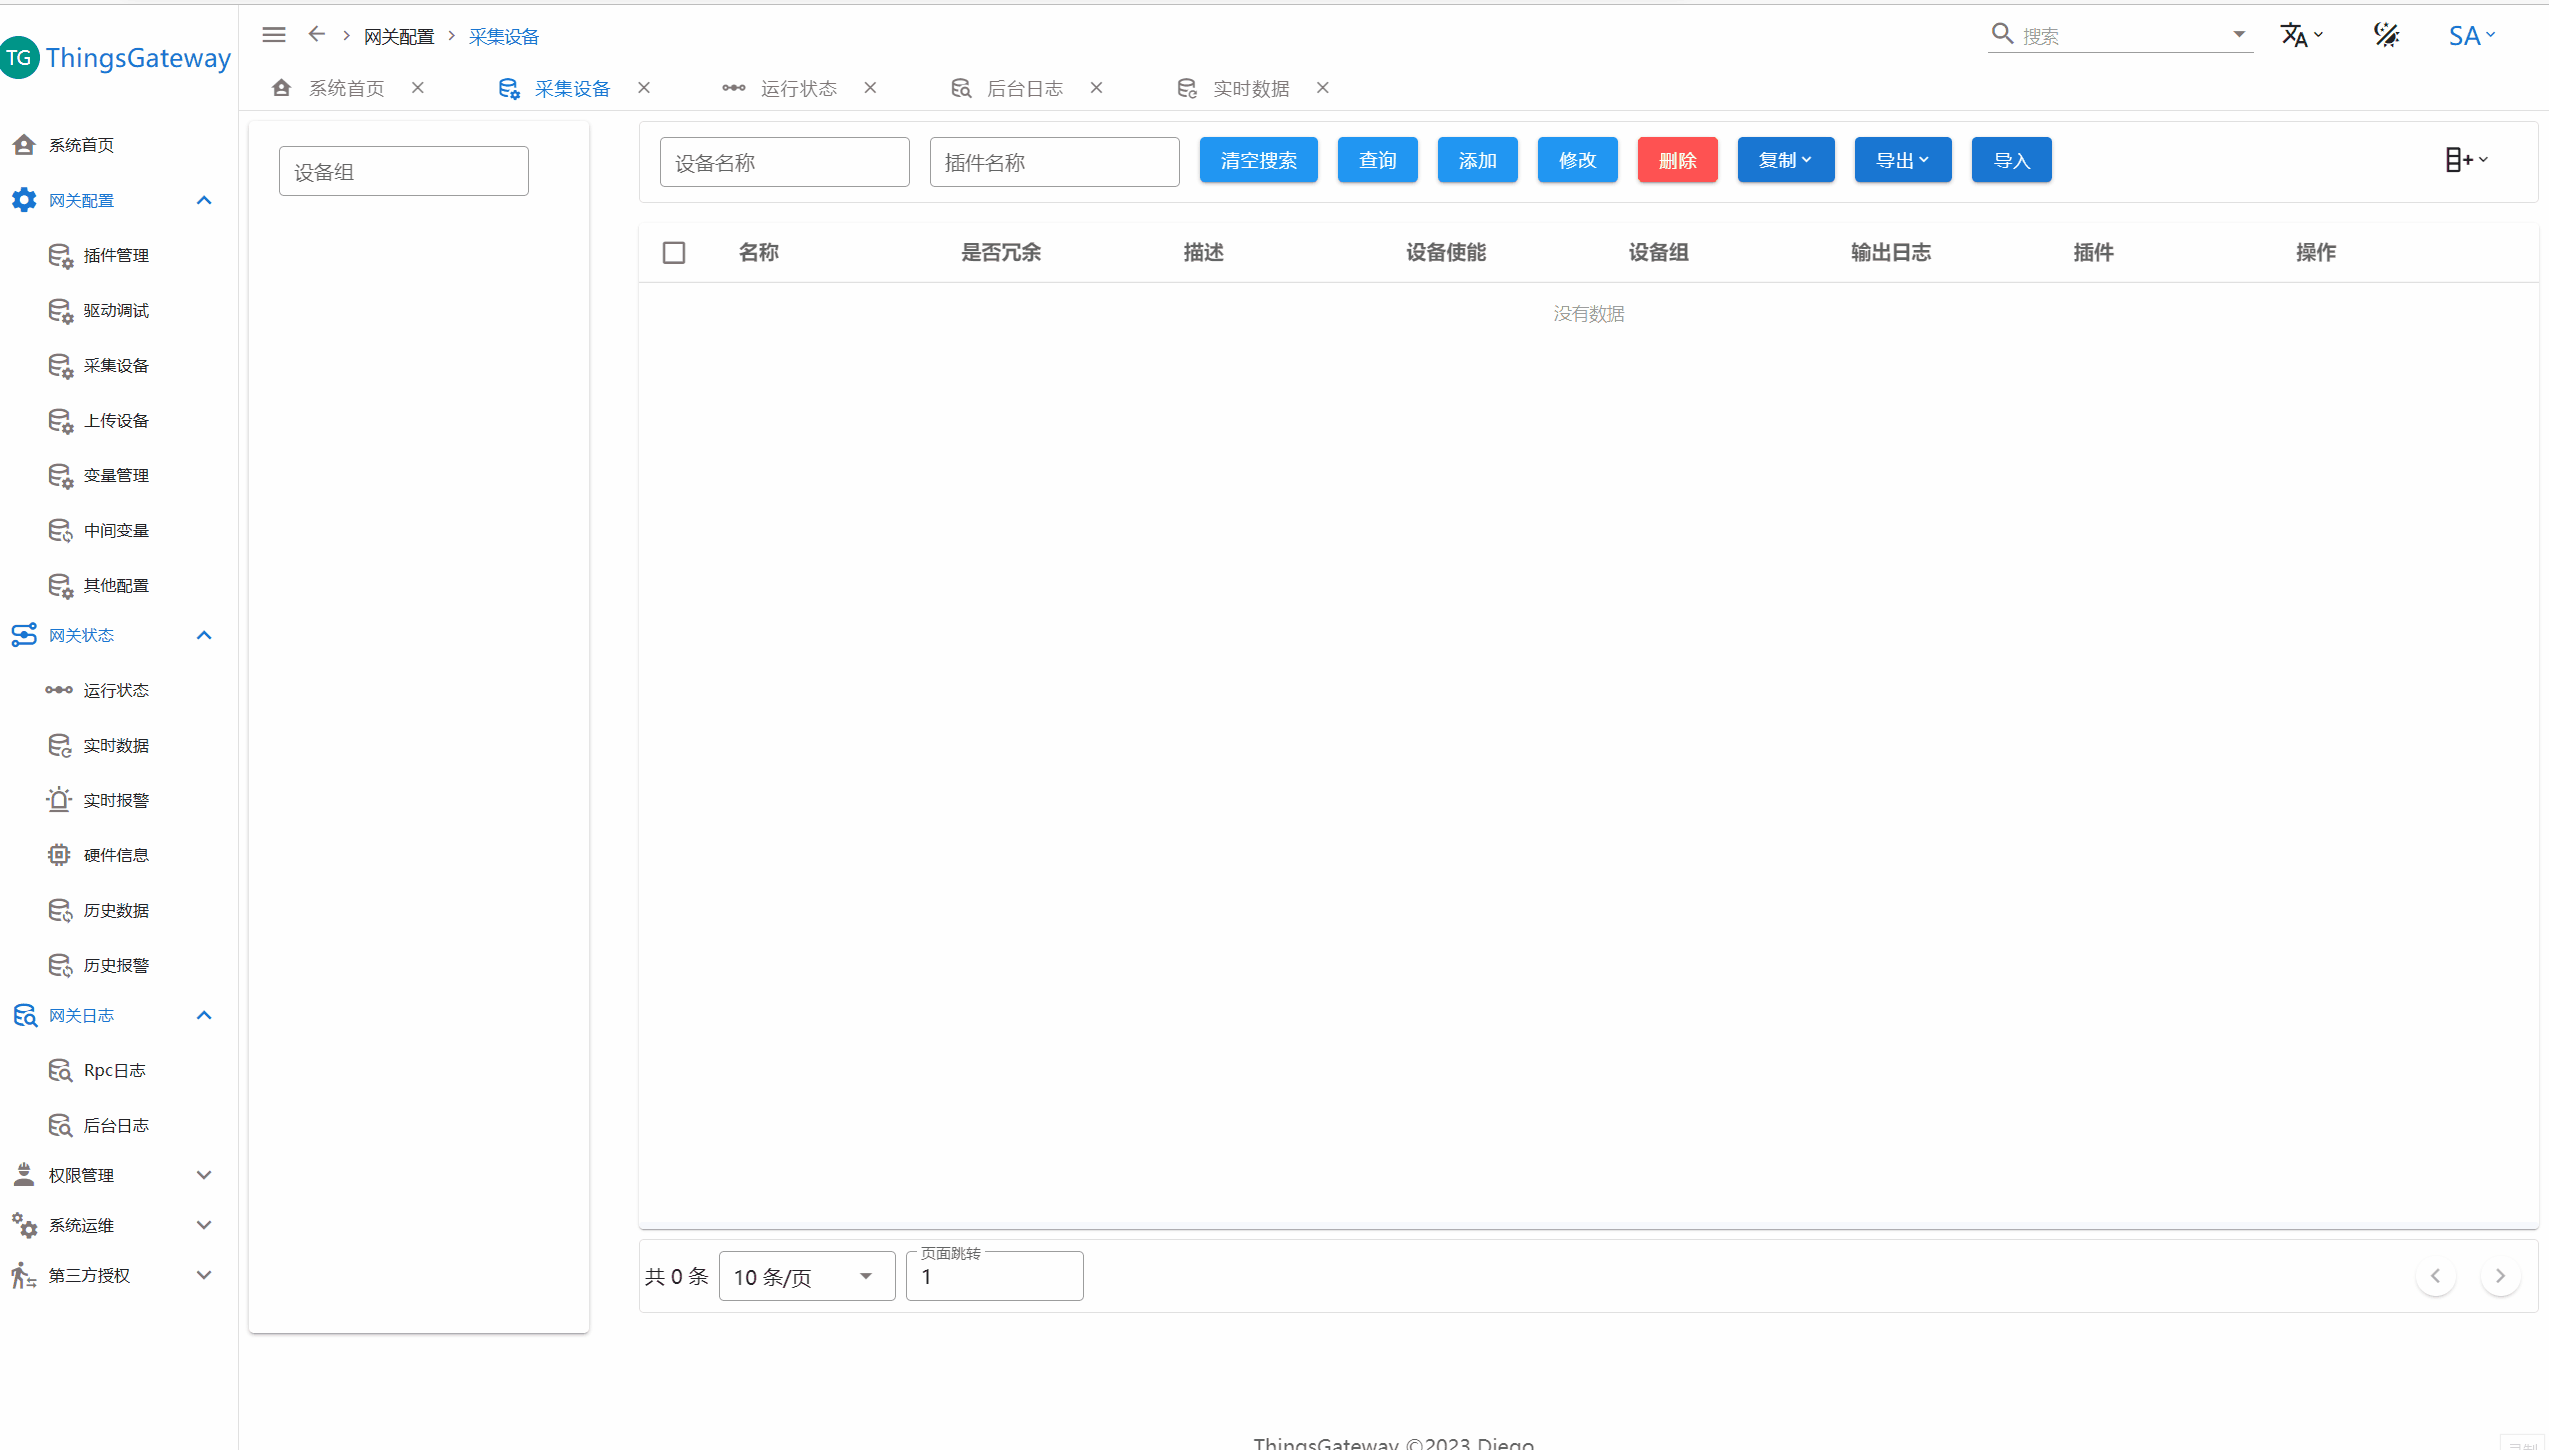 TG ThingsGateway
网关配置 采集设备
搜索
SA
系统首页 采集设备 运行状态 后台日志 实时数据
系统首页
网关配置
插件管理
驱动调试
采集设备
上传设备
变量管理
中间变量
其他配置
网关状态
运行状态
实时数据
实时报警
硬件信息
历史数据
历史报警
网关日志
Rpc日志
后台日志
权限管理
系统运维
第三方授权
设备组
设备名称 插件名称 清空搜索 查询 添加 修改 删除 复制 导出 导入
名称 是否冗余 描述 设备使能 设备组 输出日志 插件 操作
没有数据
页面跳转
共 0 条 10 条/页 1
ThingsGateway ©2023 Diego